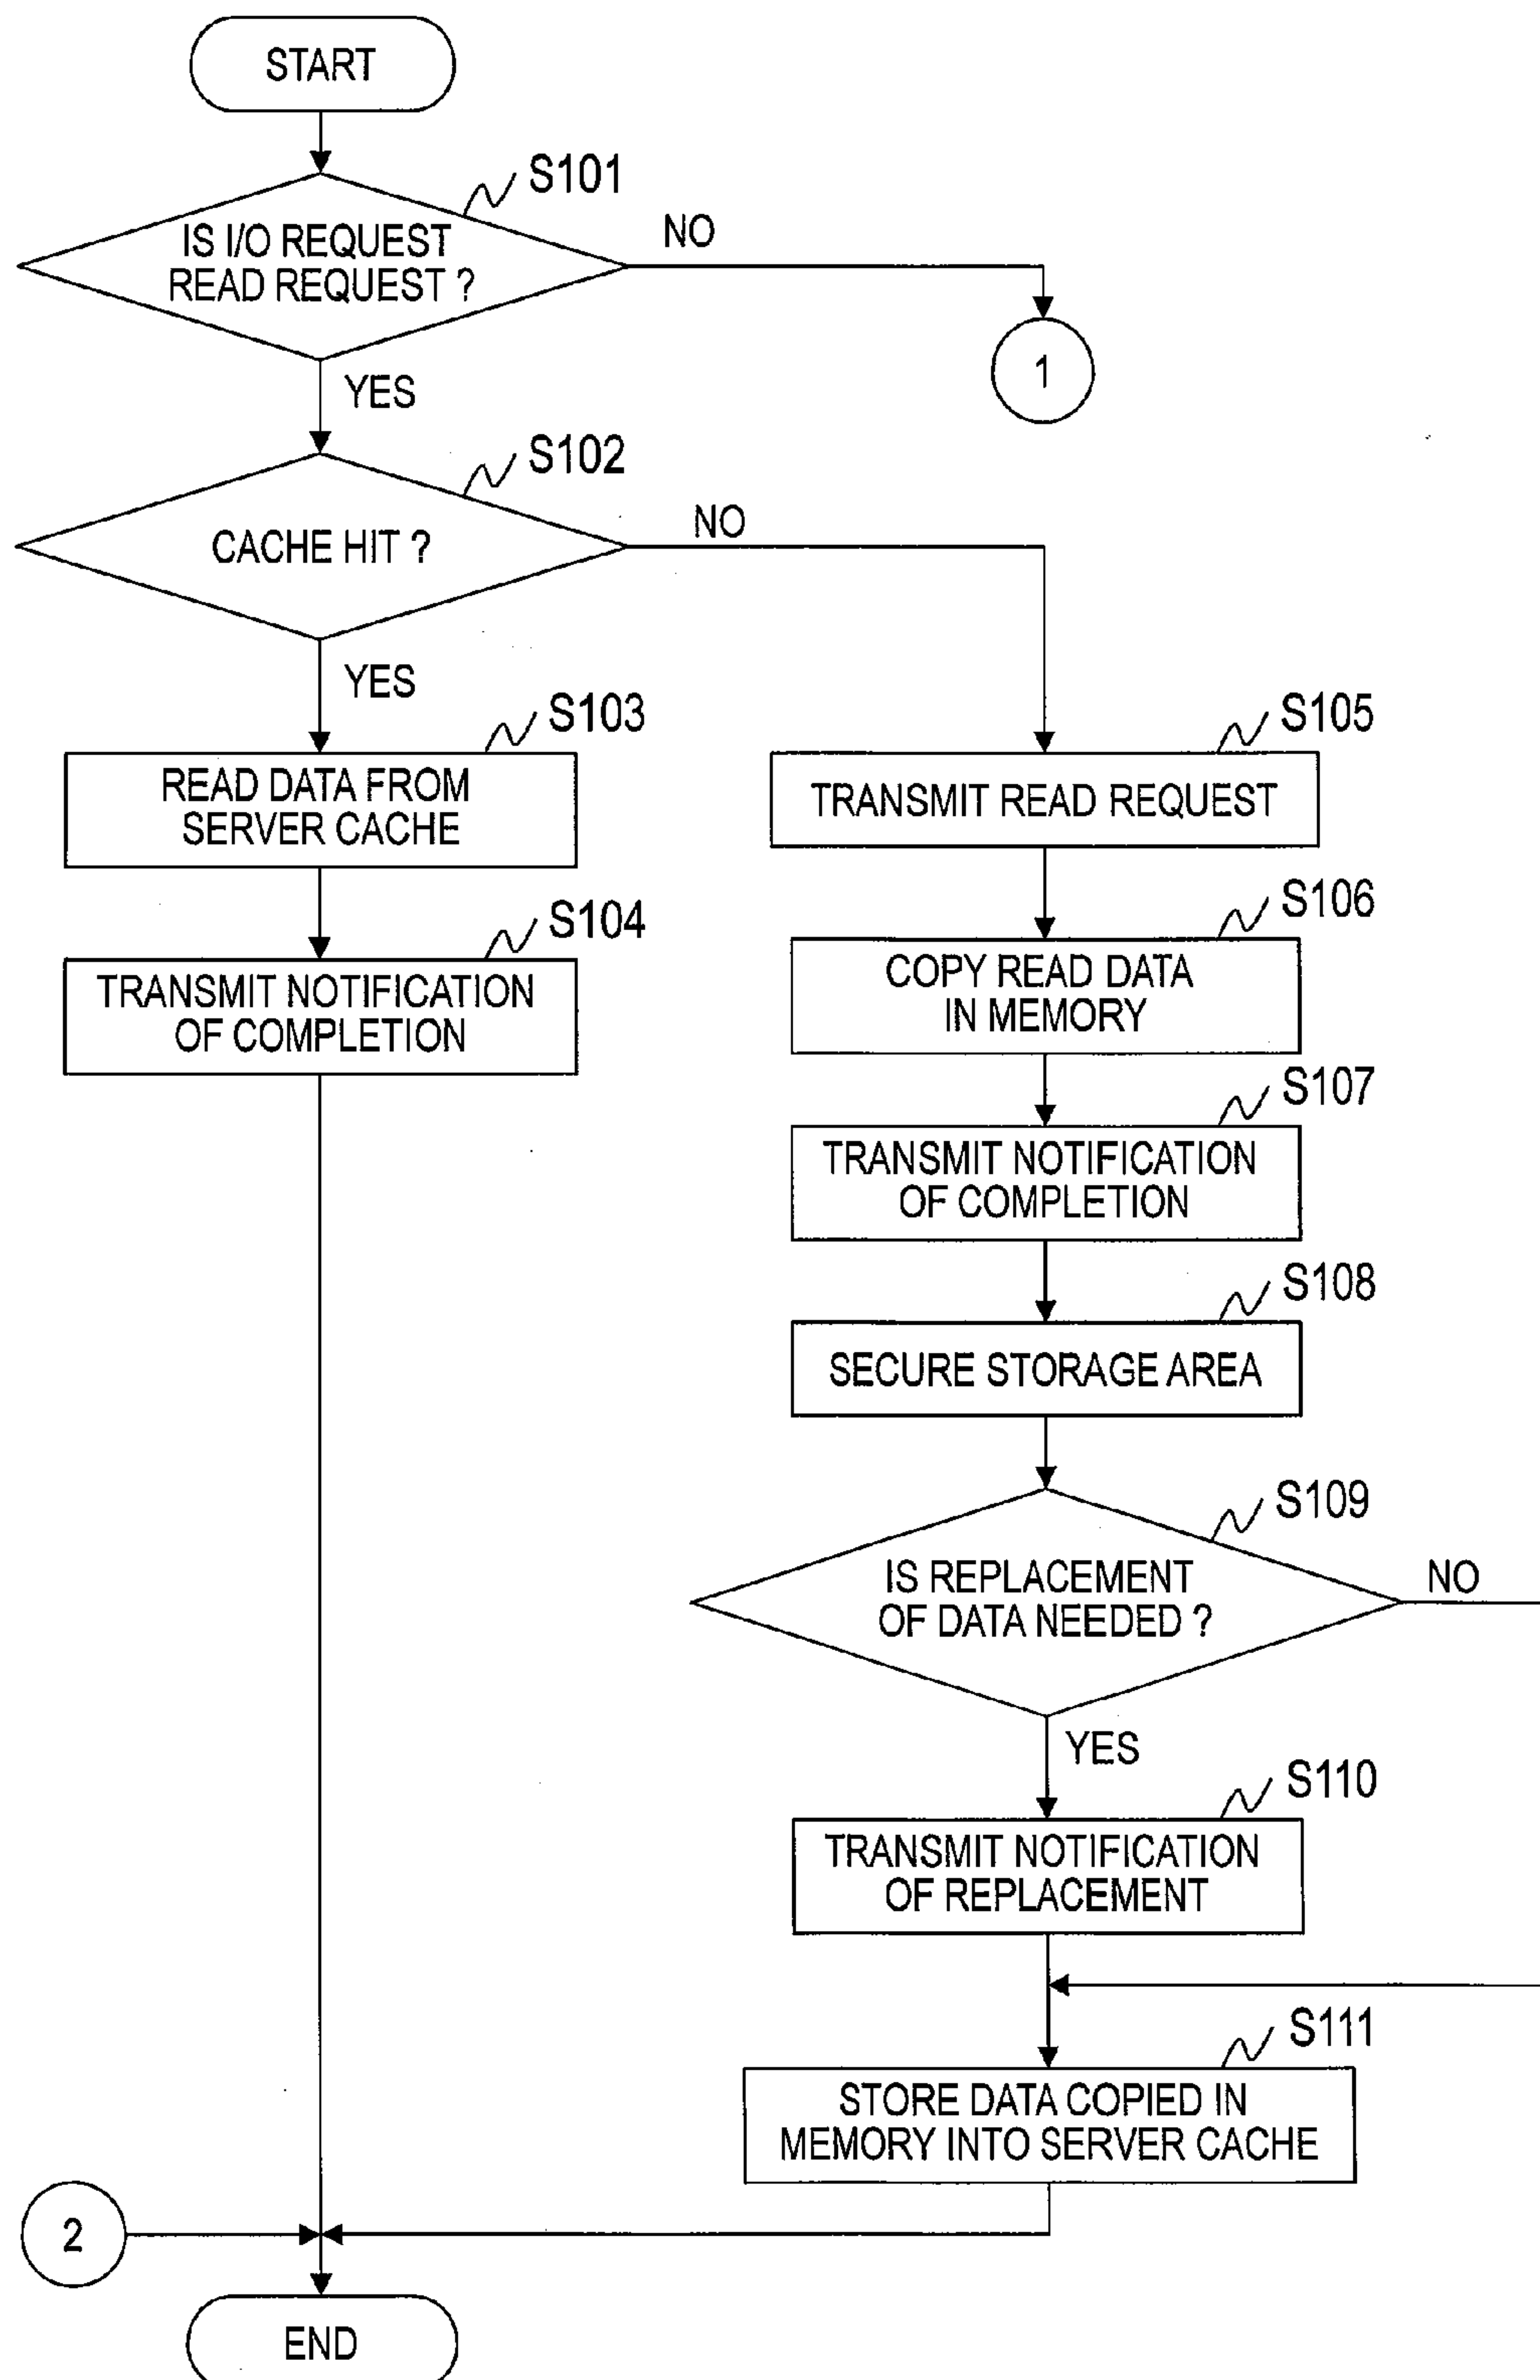 START
S101
IS I/O REQUEST
READ REQUEST ?
NO
1
YES
S102
CACHE HIT ?
NO
YES
S103
READ DATA FROM
SERVER CACHE
S104
TRANSMIT NOTIFICATION
OF COMPLETION
S105
TRANSMIT READ REQUEST
S106
COPY READ DATA
IN MEMORY
S107
TRANSMIT NOTIFICATION
OF COMPLETION
S108
SECURE STORAGE AREA
S109
IS REPLACEMENT
OF DATA NEEDED ?
NO
YES
S110
TRANSMIT NOTIFICATION
OF REPLACEMENT
S111
STORE DATA COPIED IN
MEMORY INTO SERVER CACHE
2
END